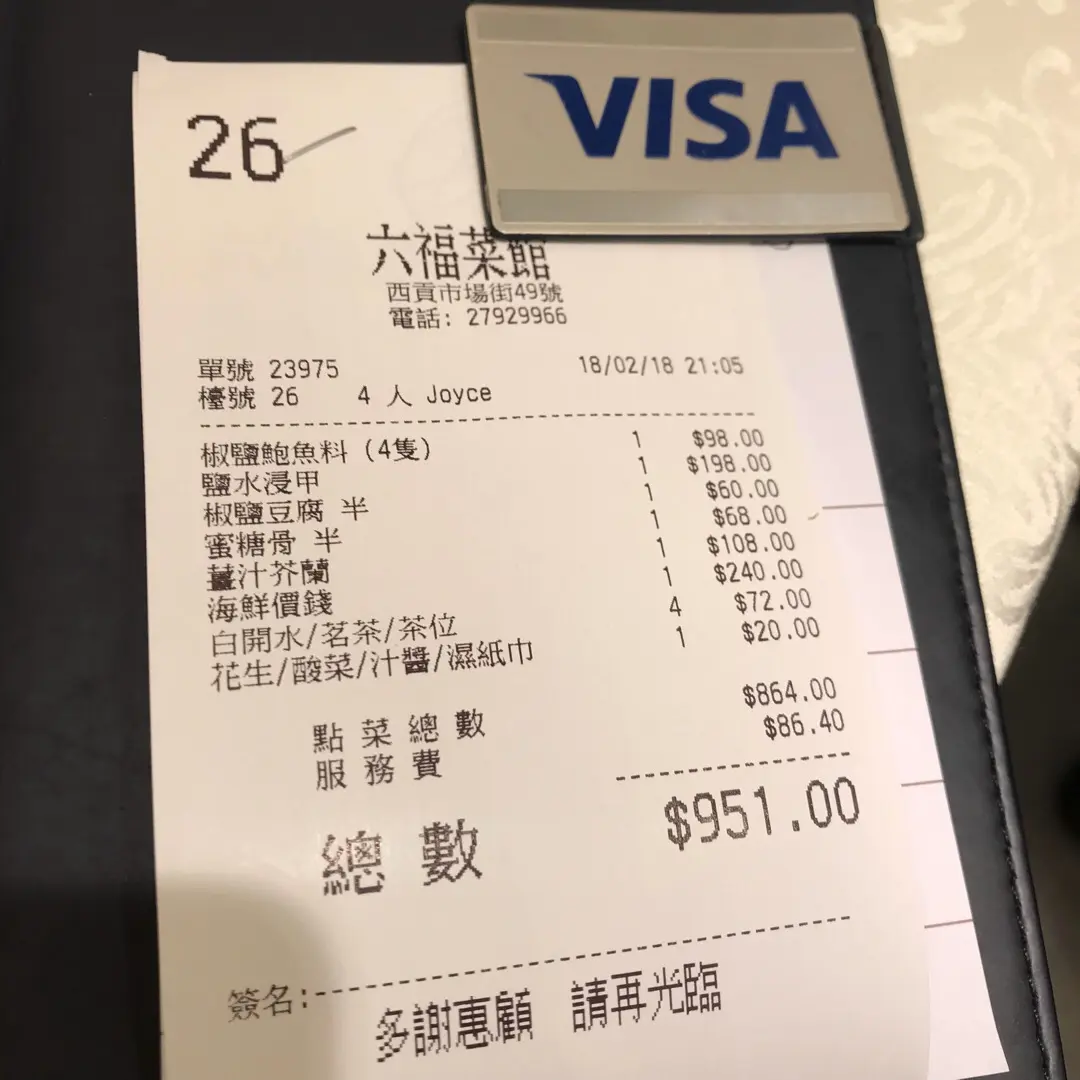 VISA
26
六福菜館
西貢市場街49號
電話: 27929966
單號 23975 18/02/18 21:05
檯號 26 4 人 Joyce
椒鹽鮑魚料 (4隻) 1 $98.00
鹽水浸甲 1 $198.00
椒鹽豆腐 半 1 $60.00
蜜糖骨 半 1 $68.00
薑汁芥蘭 1 $108.00
海鮮價錢 1 $240.00
白開水/茗茶/茶位 4 $72.00
花生/酸菜/汁醬/濕紙巾 1 $20.00
點菜總數 $864.00
服務費 $86.40
總數 $951.00
簽名:
多謝惠顧 請再光臨